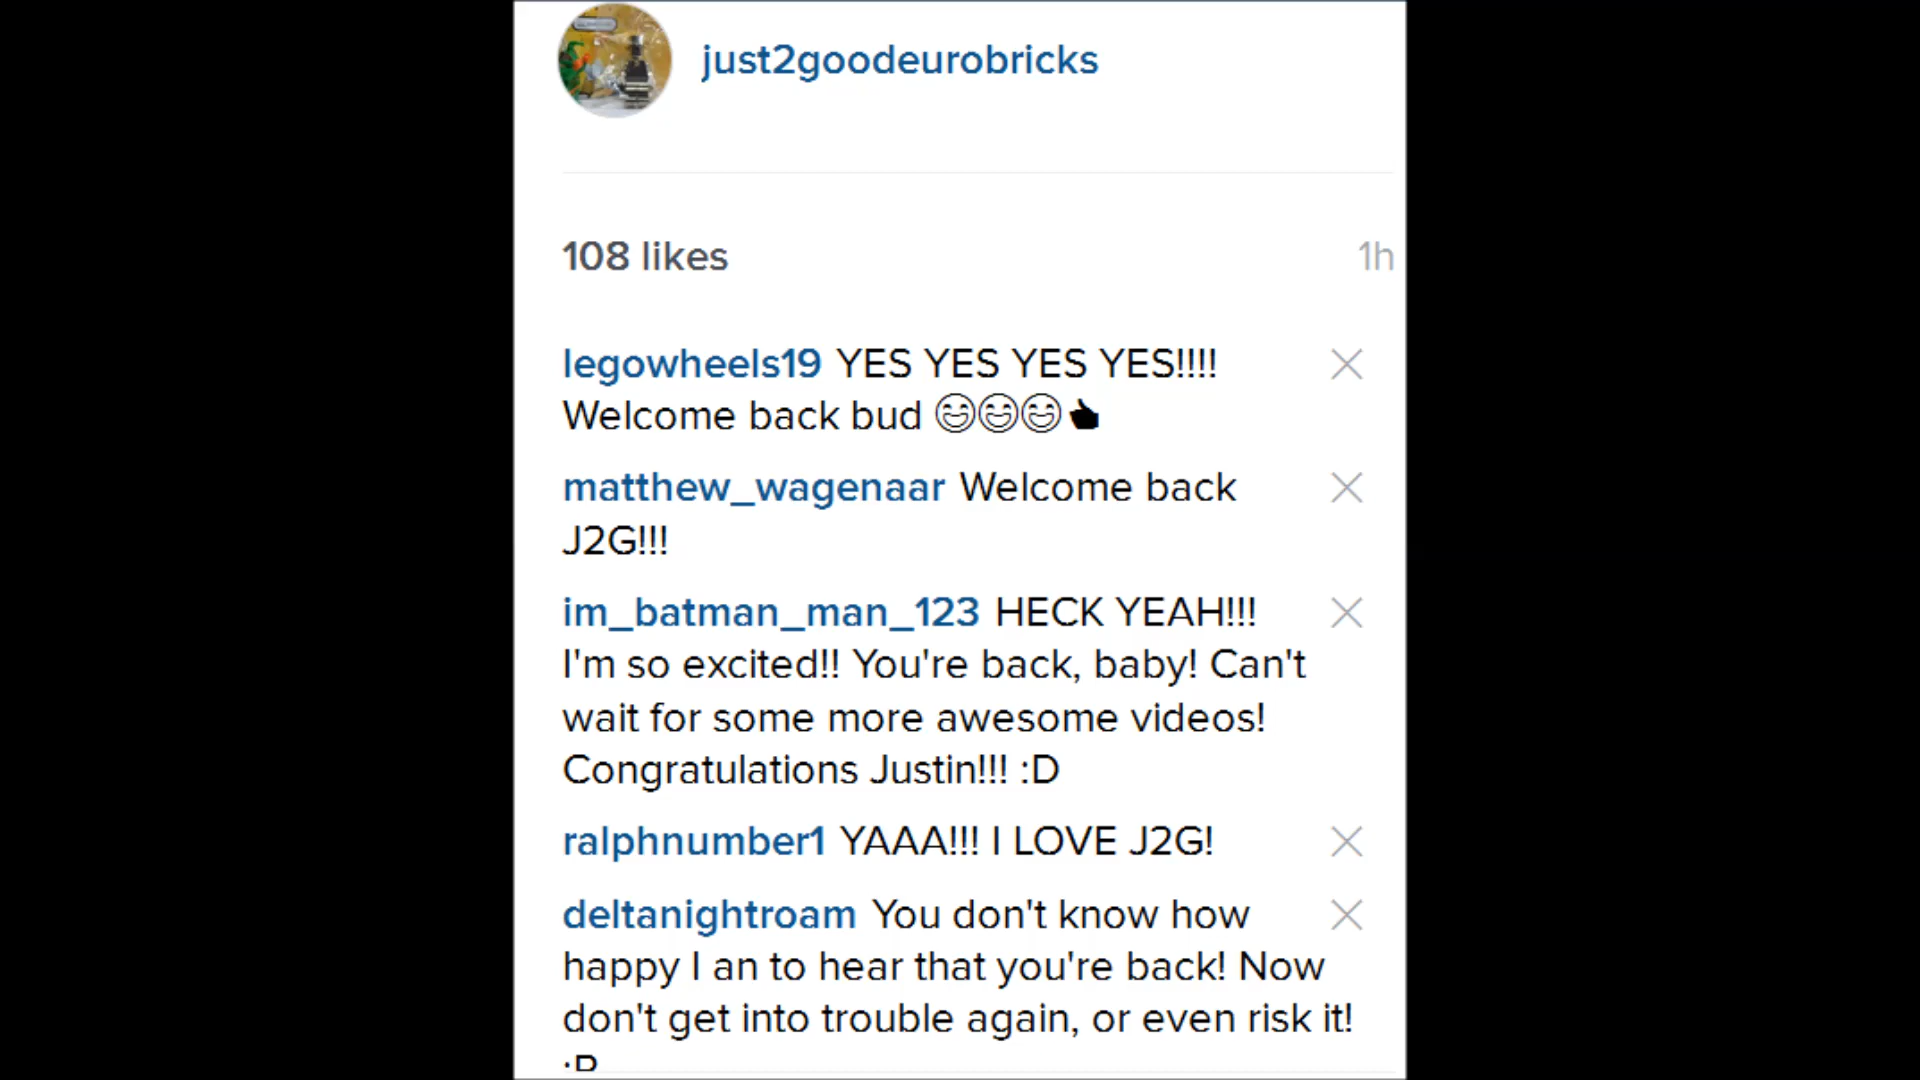 just2goodeurobricks
108 likes
1h
legowheels19 YES YES YES YES!!!!
Welcome back bud 😄😄😄👍
matthew_wagenaar Welcome back
J2G!!!
im_batman_man_123 HECK YEAH!!!
I'm so excited!! You're back, baby! Can't
wait for some more awesome videos!
Congratulations Justin!!! :D
ralphnumber1 YAAA!!! I LOVE J2G!
deltanightroam You don't know how
happy I an to hear that you're back! Now
don't get into trouble again, or even risk it!